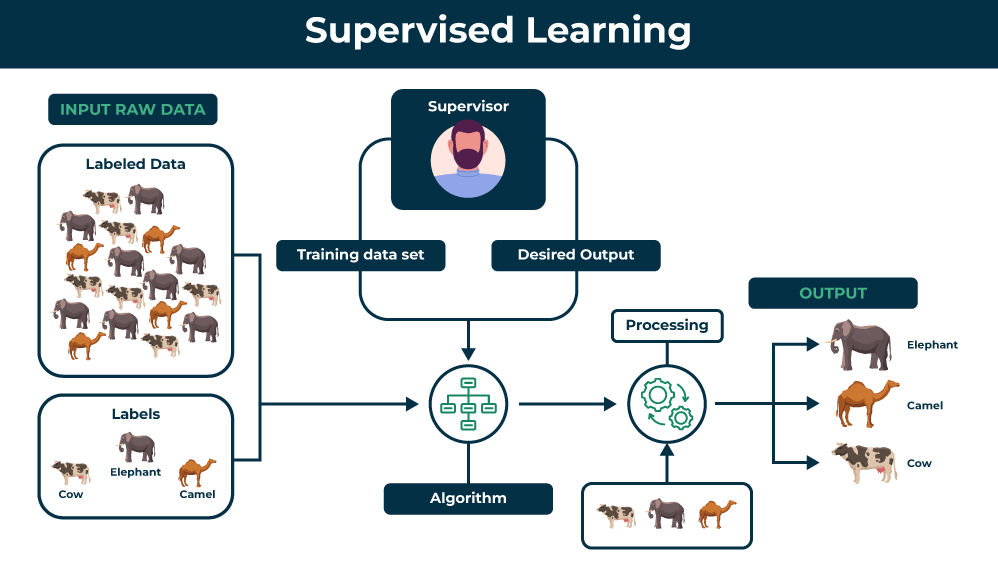 Supervised Learning
INPUT RAW DATA
Labeled Data
Labels
Elephant
Cow
Camel
Supervisor
Training data set
Desired Output
Algorithm
Processing
OUTPUT
Elephant
Camel
Cow